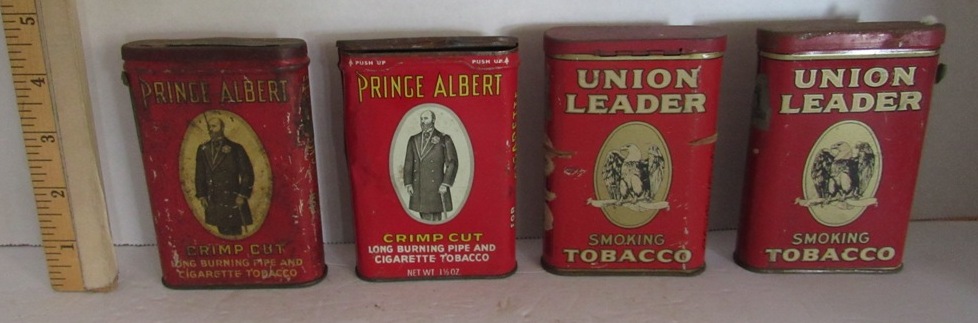 5
4
3
2
1
PRINCE ALBERT
CRIMP CUT
LONG BURNING PIPE AND
CIGARETTE TOBACCO
PUSH UP PUSH UP
PRINCE ALBERT
CRIMP CUT
LONG BURNING PIPE AND
CIGARETTE TOBACCO
NET WT 1½ OZ
UNION
LEADER
SMOKING
TOBACCO
UNION
LEADER
SMOKING
TOBACCO